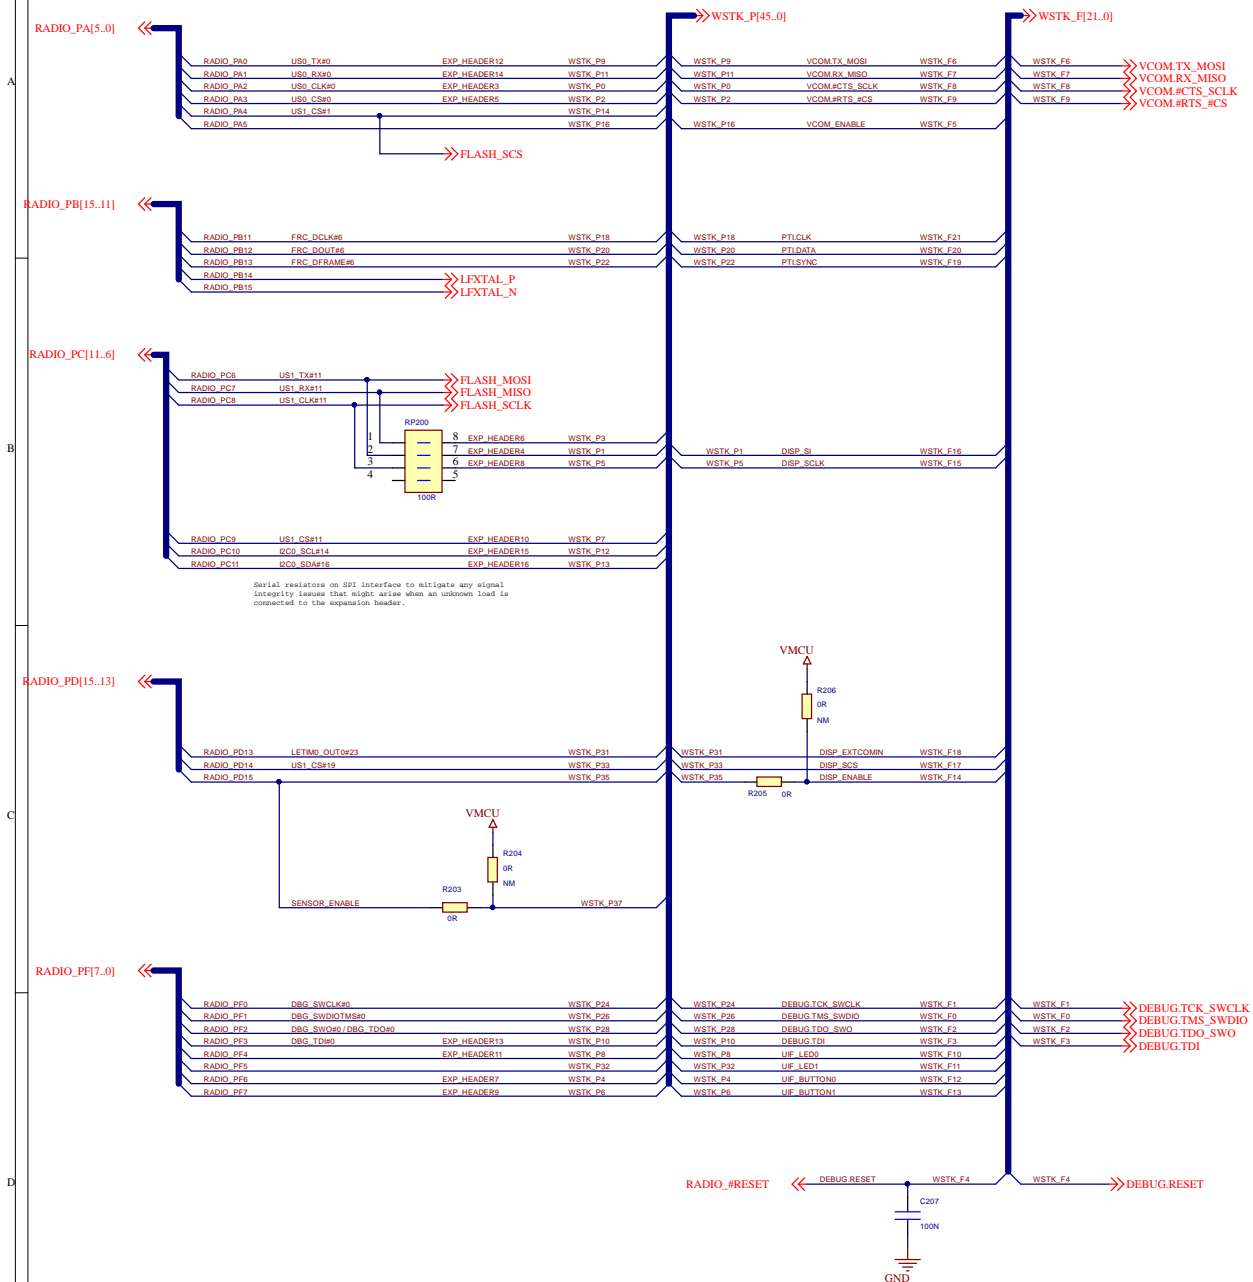 WSTK_P[45..0] WSTK_F[21..0]
RADIO_PA[5..0]
A
RADIO_PA0 US0_TX#0 EXP_HEADER12 WSTK_P9 WSTK_P9 VCOM.TX_MOSI WSTK_F6 WSTK_F6 VCOM.TX_MOSI
RADIO_PA1 US0_RX#0 EXP_HEADER14 WSTK_P11 WSTK_P11 VCOM.RX_MISO WSTK_F7 WSTK_F7 VCOM.RX_MISO
RADIO_PA2 US0_CLK#0 EXP_HEADER3 WSTK_P0 WSTK_P0 VCOM.#CTS_SCLK WSTK_F8 WSTK_F8 VCOM.#CTS_SCLK
RADIO_PA3 US0_CS#0 EXP_HEADER5 WSTK_P2 WSTK_P2 VCOM.#RTS_#CS WSTK_F9 WSTK_F9 VCOM.#RTS_#CS
RADIO_PA4 US1_CS#1 WSTK_P14
RADIO_PA5 WSTK_P16 WSTK_P16 VCOM_ENABLE WSTK_F5
FLASH_SCS
RADIO_PB[15..11]
RADIO_PB11 FRC_DCLK#6 WSTK_P18 WSTK_P18 PTI.CLK WSTK_F21
RADIO_PB12 FRC_DOUT#6 WSTK_P20 WSTK_P20 PTI.DATA WSTK_F20
RADIO_PB13 FRC_DFRAME#6 WSTK_P22 WSTK_P22 PTI.SYNC WSTK_F19
RADIO_PB14 LFXTAL_P
RADIO_PB15 LFXTAL_N
RADIO_PC[11..6]
RADIO_PC6 US1_TX#11 FLASH_MOSI
RADIO_PC7 US1_RX#11 FLASH_MISO
RADIO_PC8 US1_CLK#11 FLASH_SCLK
RP200
B
1 8 EXP_HEADER6 WSTK_P3
2 7 EXP_HEADER4 WSTK_P1 WSTK_P1 DISP_SI WSTK_F16
3 6 EXP_HEADER8 WSTK_P5 WSTK_P5 DISP_SCLK WSTK_F15
4 5
100R
RADIO_PC9 US1_CS#11 EXP_HEADER10 WSTK_P7
RADIO_PC10 I2C0_SCL#14 EXP_HEADER15 WSTK_P12
RADIO_PC11 I2C0_SDA#16 EXP_HEADER16 WSTK_P13
Serial resistors on SPI interface to mitigate any signal
integrity issues that might arise when an unknown load is
connected to the expansion header.
VMCU
RADIO_PD[15..13]
R206
0R
NM
RADIO_PD13 LETIM0_OUT0#23 WSTK_P31 WSTK_P31 DISP_EXTCOMIN WSTK_F18
RADIO_PD14 US1_CS#19 WSTK_P33 WSTK_P33 DISP_SCS WSTK_F17
RADIO_PD15 WSTK_P35 WSTK_P35 DISP_ENABLE WSTK_F14
R205 0R
C
VMCU
R204
0R
NM
R203
SENSOR_ENABLE WSTK_P37
0R
RADIO_PF[7..0]
RADIO_PF0 DBG_SWCLK#0 WSTK_P24 WSTK_P24 DEBUG.TCK_SWCLK WSTK_F1 WSTK_F1 DEBUG.TCK_SWCLK
RADIO_PF1 DBG_SWDIOTMS#0 WSTK_P26 WSTK_P26 DEBUG.TMS_SWDIO WSTK_F0 WSTK_F0 DEBUG.TMS_SWDIO
RADIO_PF2 DBG_SWO#0 / DBG_TDO#0 WSTK_P28 WSTK_P28 DEBUG.TDO_SWO WSTK_F2 WSTK_F2 DEBUG.TDO_SWO
RADIO_PF3 DBG_TDI#0 EXP_HEADER13 WSTK_P10 WSTK_P10 DEBUG.TDI WSTK_F3 WSTK_F3 DEBUG.TDI
RADIO_PF4 EXP_HEADER11 WSTK_P8 WSTK_P8 UIF_LED0 WSTK_F10
RADIO_PF5 WSTK_P32 WSTK_P32 UIF_LED1 WSTK_F11
RADIO_PF6 EXP_HEADER7 WSTK_P4 WSTK_P4 UIF_BUTTON0 WSTK_F12
RADIO_PF7 EXP_HEADER9 WSTK_P6 WSTK_P6 UIF_BUTTON1 WSTK_F13
D
RADIO_#RESET DEBUG.RESET WSTK_F4 WSTK_F4 DEBUG.RESET
C207
100N
GND